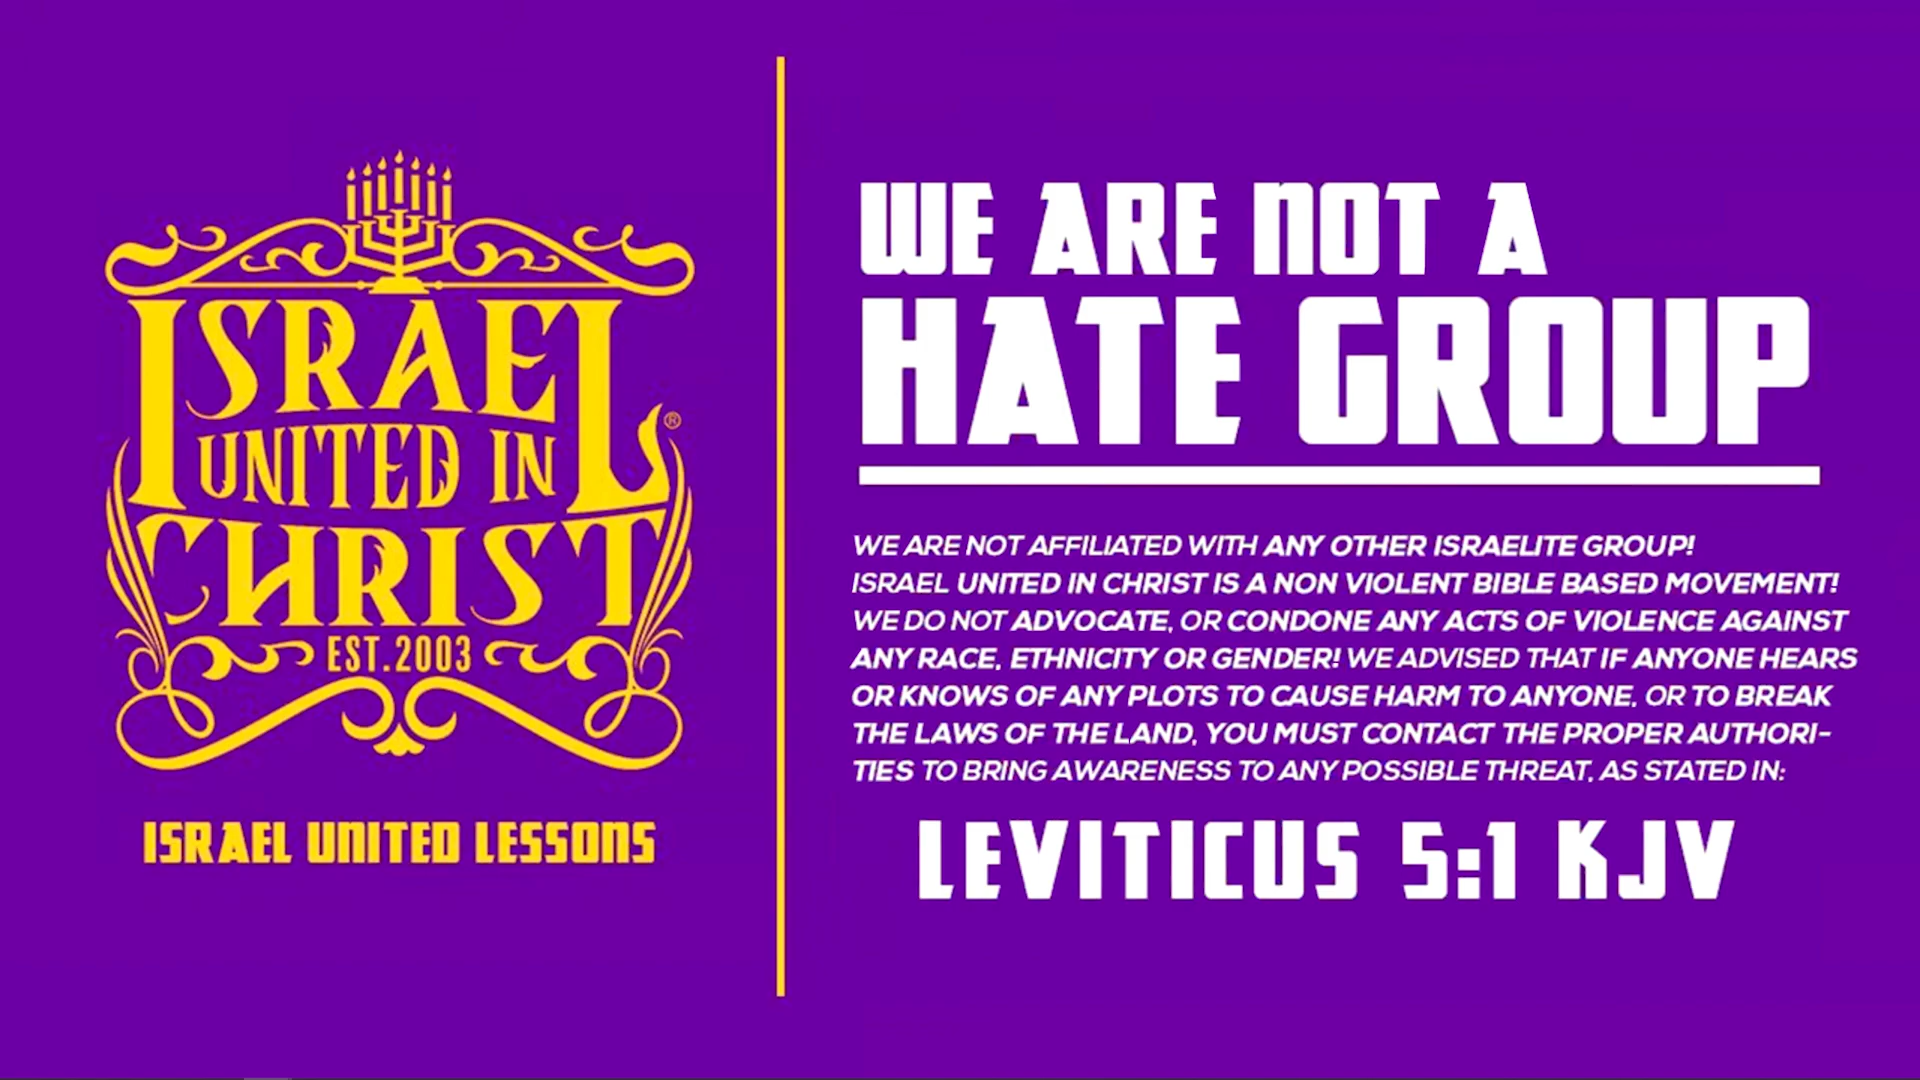 ISRAEL
UNITED IN
CHRIST
®
EST.2003
ISRAEL UNITED LESSONS
WE ARE NOT A
HATE GROUP
WE ARE NOT AFFILIATED WITH ANY OTHER ISRAELITE GROUP!
ISRAEL UNITED IN CHRIST IS A NON VIOLENT BIBLE BASED MOVEMENT!
WE DO NOT ADVOCATE, OR CONDONE ANY ACTS OF VIOLENCE AGAINST
ANY RACE, ETHNICITY OR GENDER! WE ADVISED THAT IF ANYONE HEARS
OR KNOWS OF ANY PLOTS TO CAUSE HARM TO ANYONE, OR TO BREAK
THE LAWS OF THE LAND, YOU MUST CONTACT THE PROPER AUTHORI-
TIES TO BRING AWARENESS TO ANY POSSIBLE THREAT, AS STATED IN:
LEVITICUS 5:1 KJV